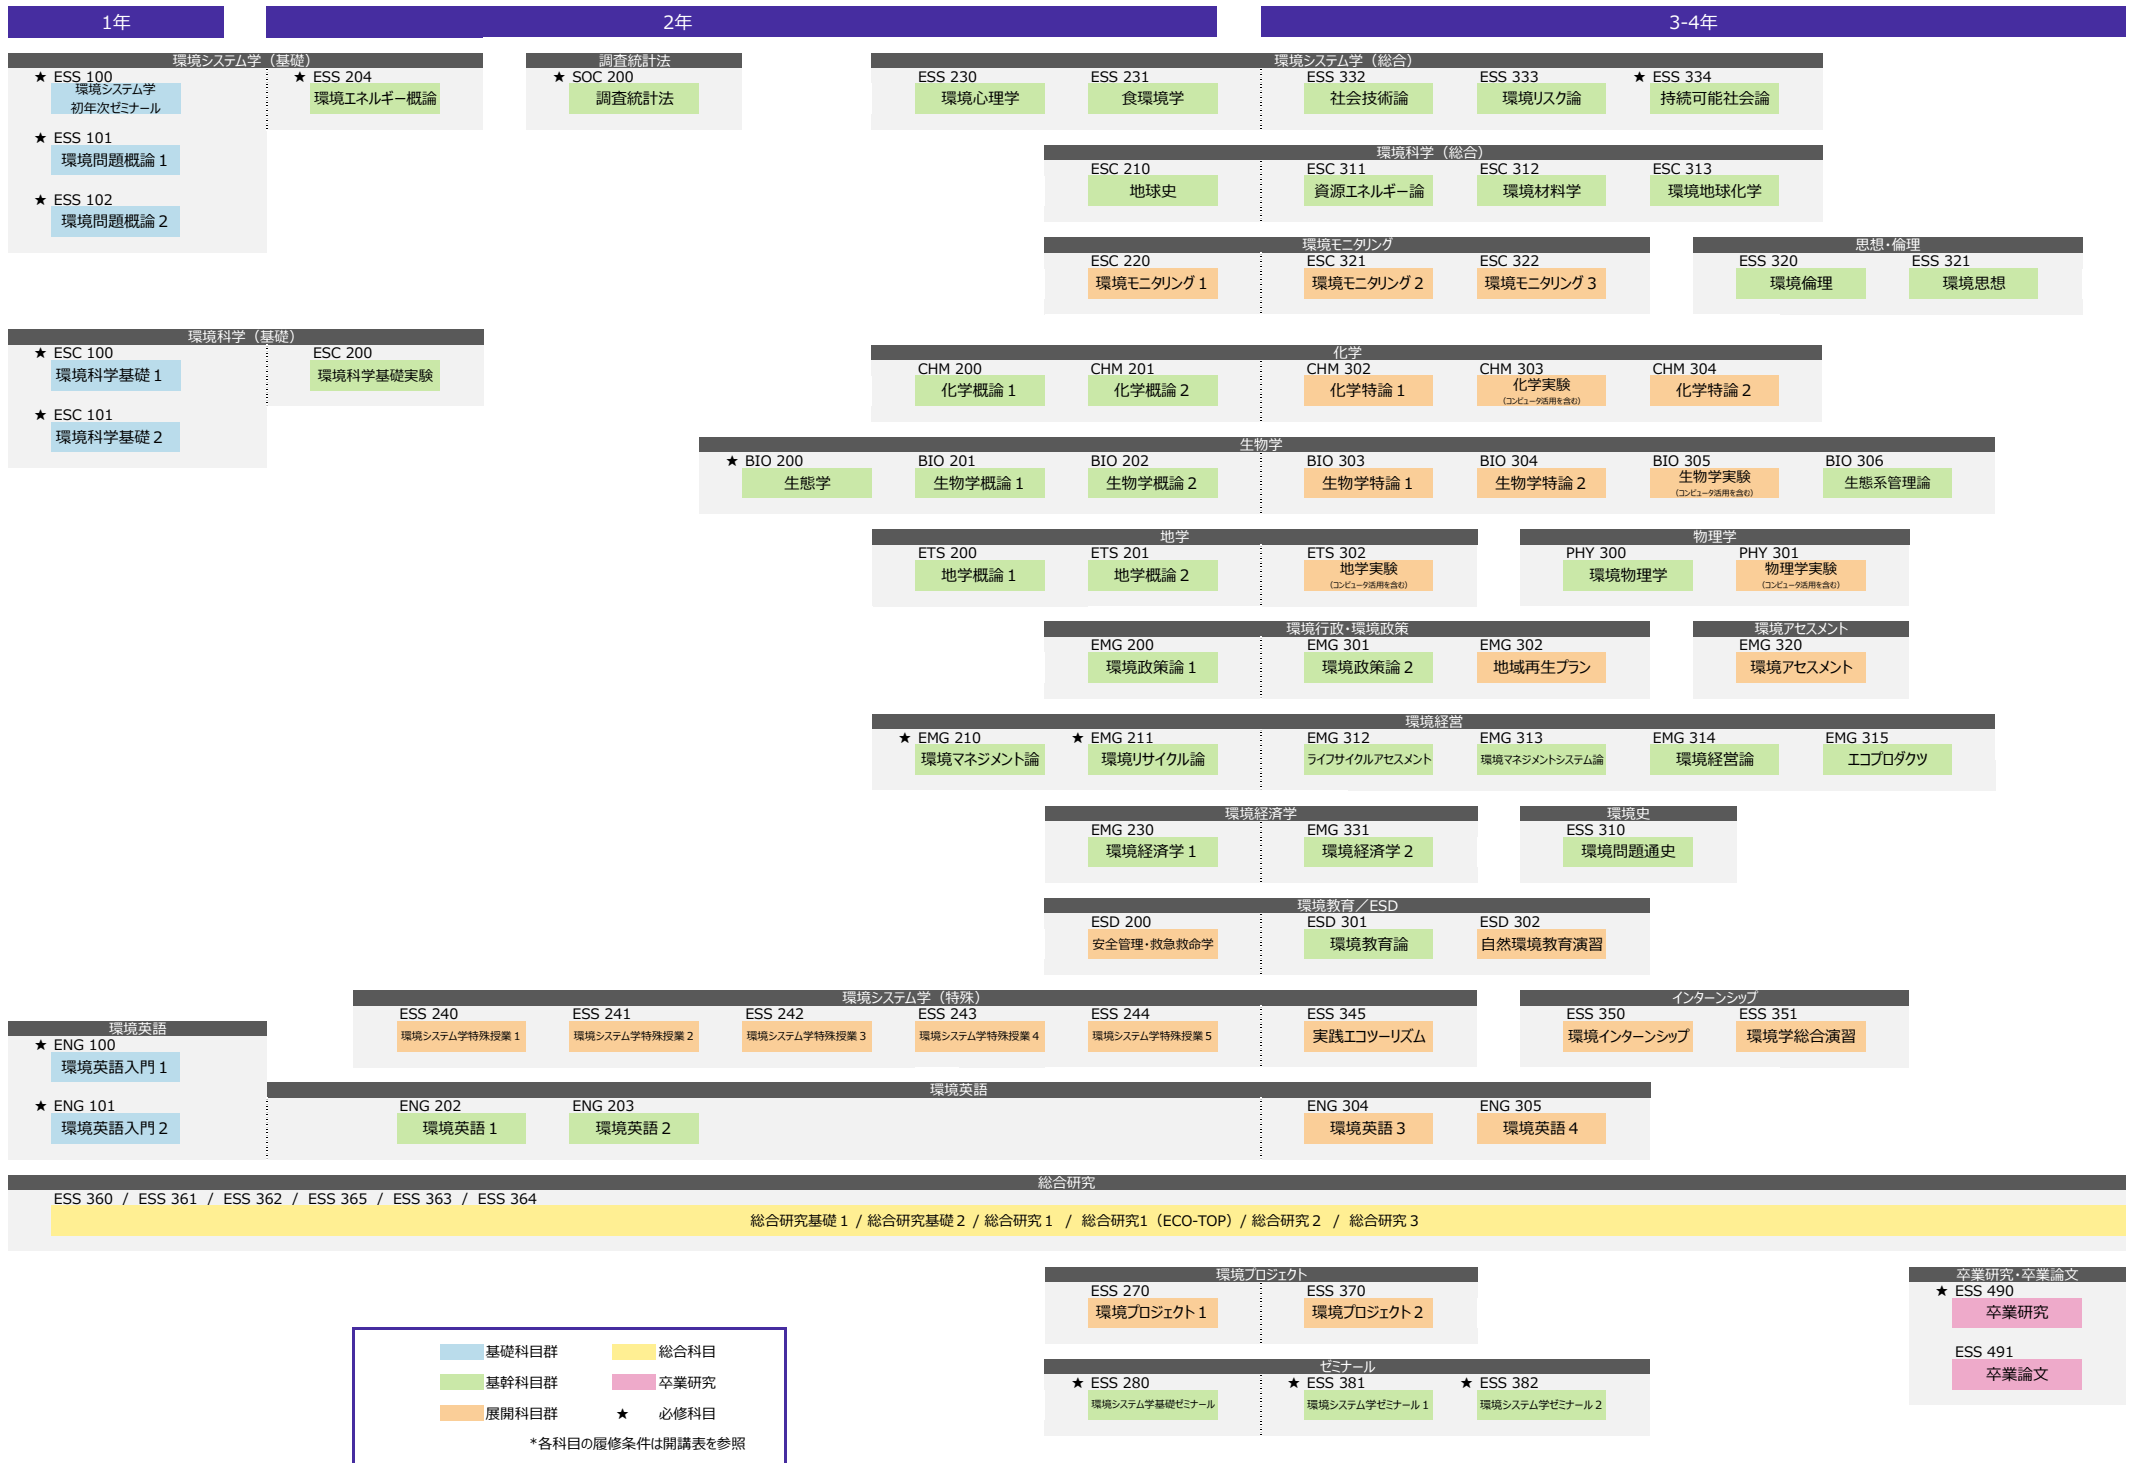 1年
2年
3-4年
環境システム学（基礎）
調査統計法
環境システム学（総合）
★ ESS 100
環境システム学
初年次ゼミナール
★ ESS 204
環境エネルギー概論
★ SOC 200
調査統計法
ESS 230
環境心理学
ESS 231
食環境学
ESS 332
社会技術論
ESS 333
環境リスク論
★ ESS 334
持続可能社会論
★ ESS 101
環境問題概論１
★ ESS 102
環境問題概論２
環境科学（総合）
ESC 210
地球史
ESC 311
資源エネルギー論
ESC 312
環境材料学
ESC 313
環境地球化学
環境モニタリング
ESC 220
環境モニタリング１
ESC 321
環境モニタリング２
ESC 322
環境モニタリング３
思想・倫理
ESS 320
環境倫理
ESS 321
環境思想
環境科学（基礎）
★ ESC 100
環境科学基礎１
ESC 200
環境科学基礎実験
★ ESC 101
環境科学基礎２
化学
CHM 200
化学概論１
CHM 201
化学概論２
CHM 302
化学特論１
CHM 303
化学実験
(コンピュータ活用を含む)
CHM 304
化学特論２
生物学
★ BIO 200
生態学
BIO 201
生物学概論１
BIO 202
生物学概論２
BIO 303
生物学特論１
BIO 304
生物学特論２
BIO 305
生物学実験
(コンピュータ活用を含む)
BIO 306
生態系管理論
地学
ETS 200
地学概論１
ETS 201
地学概論２
ETS 302
地学実験
(コンピュータ活用を含む)
物理学
PHY 300
環境物理学
PHY 301
物理学実験
(コンピュータ活用を含む)
環境行政・環境政策
EMG 200
環境政策論１
EMG 301
環境政策論２
EMG 302
地域再生プラン
環境アセスメント
EMG 320
環境アセスメント
環境経営
★ EMG 210
環境マネジメント論
★ EMG 211
環境リサイクル論
EMG 312
ライフサイクルアセスメント
EMG 313
環境マネジメントシステム論
EMG 314
環境経営論
EMG 315
エコプロダクツ
環境経済学
EMG 230
環境経済学１
EMG 331
環境経済学２
環境史
ESS 310
環境問題通史
環境教育／ESD
ESD 200
安全管理・救急救命学
ESD 301
環境教育論
ESD 302
自然環境教育演習
環境システム学（特殊）
ESS 240
環境システム学特殊授業１
ESS 241
環境システム学特殊授業２
ESS 242
環境システム学特殊授業３
ESS 243
環境システム学特殊授業４
ESS 244
環境システム学特殊授業５
ESS 345
実践エコツーリズム
インターンシップ
ESS 350
環境インターンシップ
ESS 351
環境学総合演習
環境英語
★ ENG 100
環境英語入門１
★ ENG 101
環境英語入門２
環境英語
ENG 202
環境英語１
ENG 203
環境英語２
ENG 304
環境英語３
ENG 305
環境英語４
総合研究
ESS 360 / ESS 361 / ESS 362 / ESS 365 / ESS 363 / ESS 364
総合研究基礎１ / 総合研究基礎２ / 総合研究１ / 総合研究1（ECO-TOP）/ 総合研究２ / 総合研究３
環境プロジェクト
ESS 270
環境プロジェクト１
ESS 370
環境プロジェクト２
卒業研究・卒業論文
★ ESS 490
卒業研究
ESS 491
卒業論文
ゼミナール
★ ESS 280
環境システム学基礎ゼミナール
★ ESS 381
環境システム学ゼミナール１
★ ESS 382
環境システム学ゼミナール２
基礎科目群
総合科目
基幹科目群
卒業研究
展開科目群
★ 必修科目
*各科目の履修条件は開講表を参照